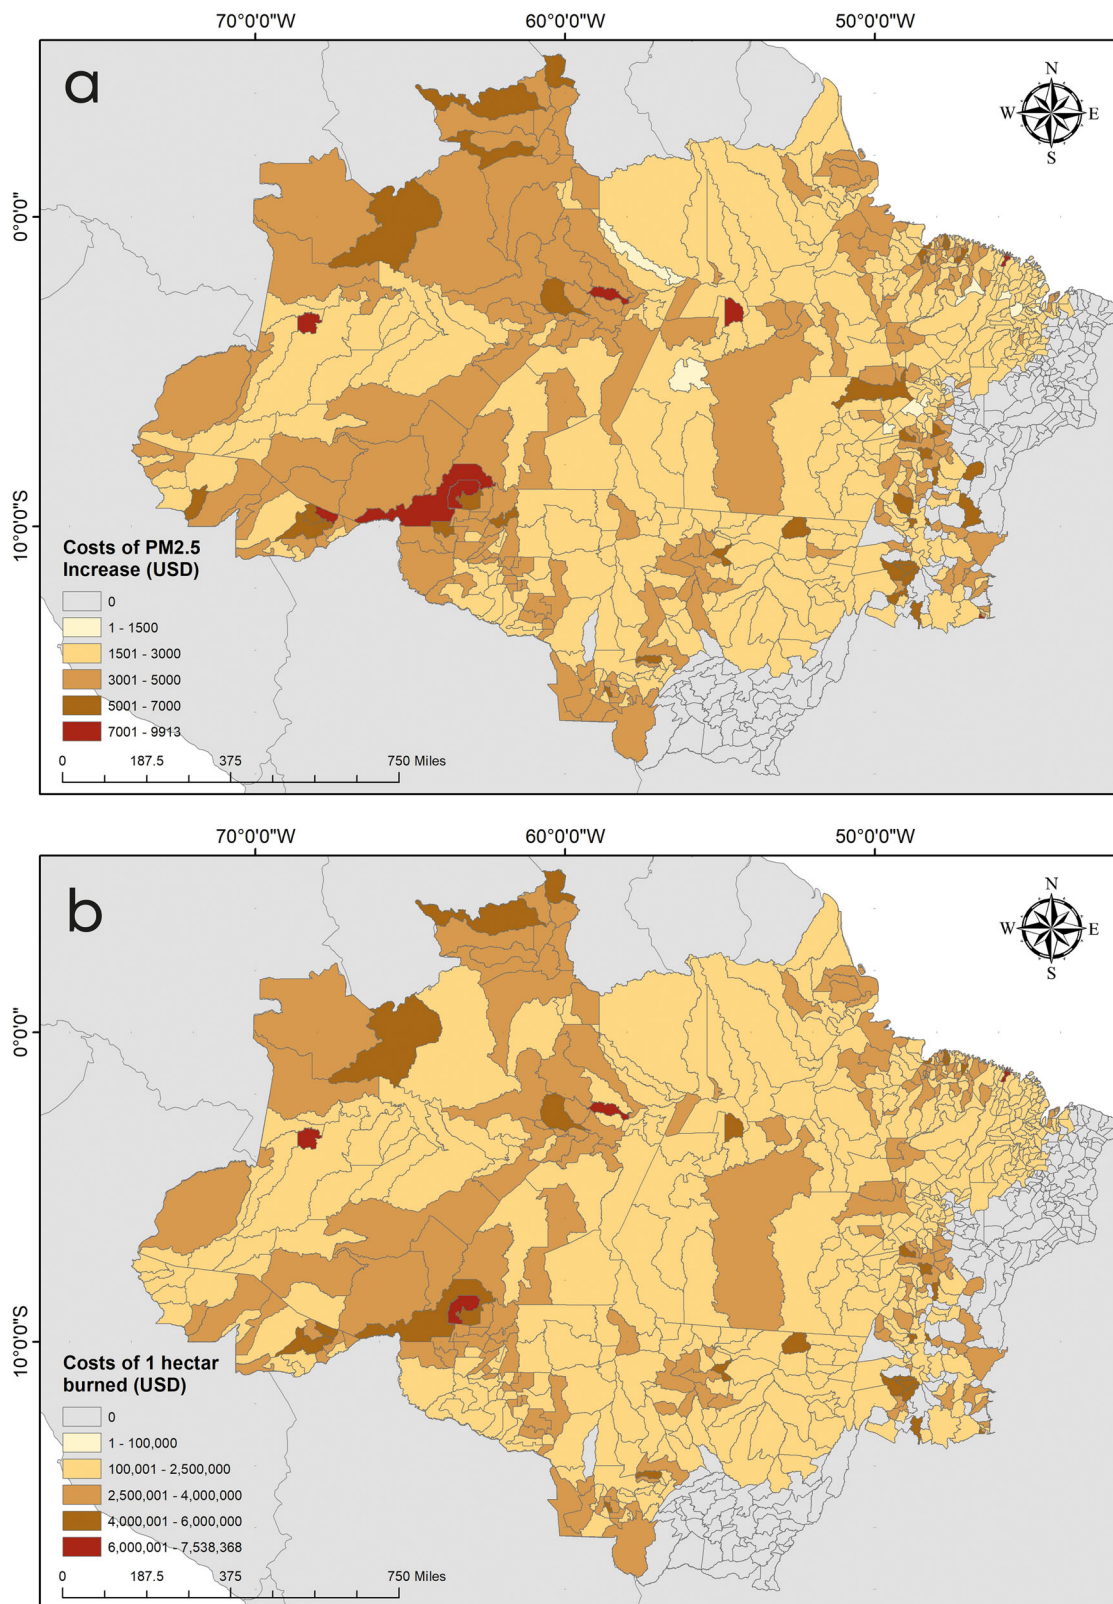 70°0'0"W 60°0'0"W 50°0'0"W
a
N
W E
S
0°0'0"
10°0'0"S
Costs of PM2.5
Increase (USD)
0
1 - 1500
1501 - 3000
3001 - 5000
5001 - 7000
7001 - 9913
0 187.5 375 750 Miles
70°0'0"W 60°0'0"W 50°0'0"W
b
N
W E
S
0°0'0"
10°0'0"S
Costs of 1 hectar
burned (USD)
0
1 - 100,000
100,001 - 2,500,000
2,500,001 - 4,000,000
4,000,001 - 6,000,000
6,000,001 - 7,538,368
0 187.5 375 750 Miles